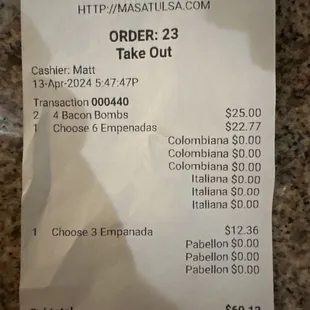 HTTP://MASATULSA.COM
ORDER: 23
Take Out
Cashier: Matt
13-Apr-2024 5:47:47P
Transaction 000440
2 4 Bacon Bombs $25.00
1 Choose 6 Empenadas $22.77
Colombiana $0.00
Colombiana $0.00
Colombiana $0.00
Italiana $0.00
Italiana $0.00
Italiana $0.00
1 Choose 3 Empanada $12.36
Pabellon $0.00
Pabellon $0.00
Pabellon $0.00